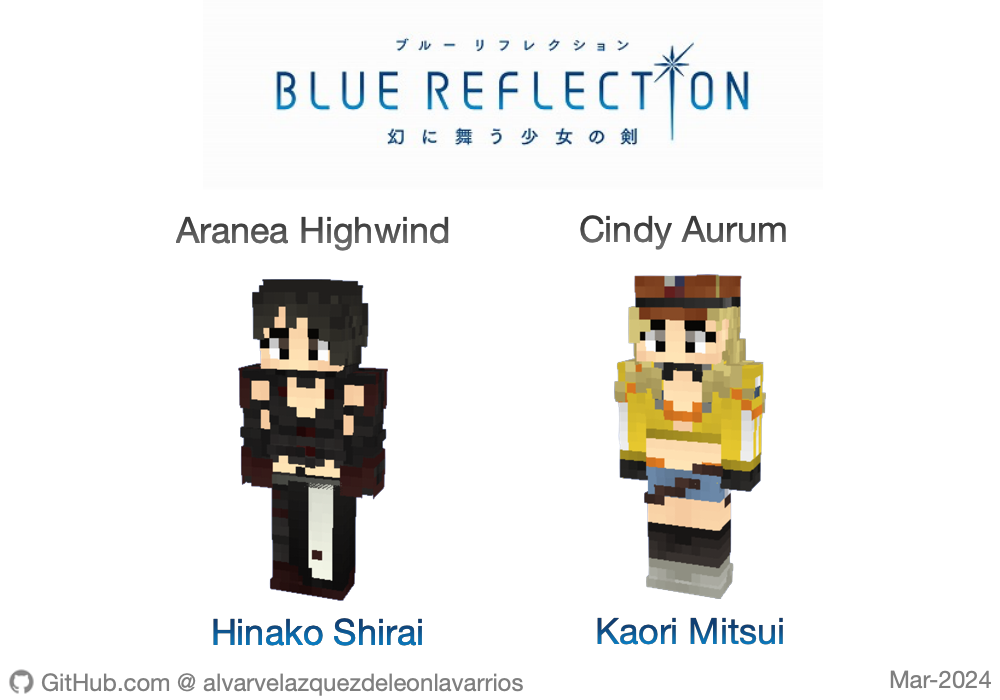 ブルー リフレクション
BLUE REFLECTION
幻に舞う少女の剣
Aranea Highwind
Cindy Aurum
Hinako Shirai
Kaori Mitsui
GitHub.com @ alvarvelazquezdeleonlavarrios
Mar-2024